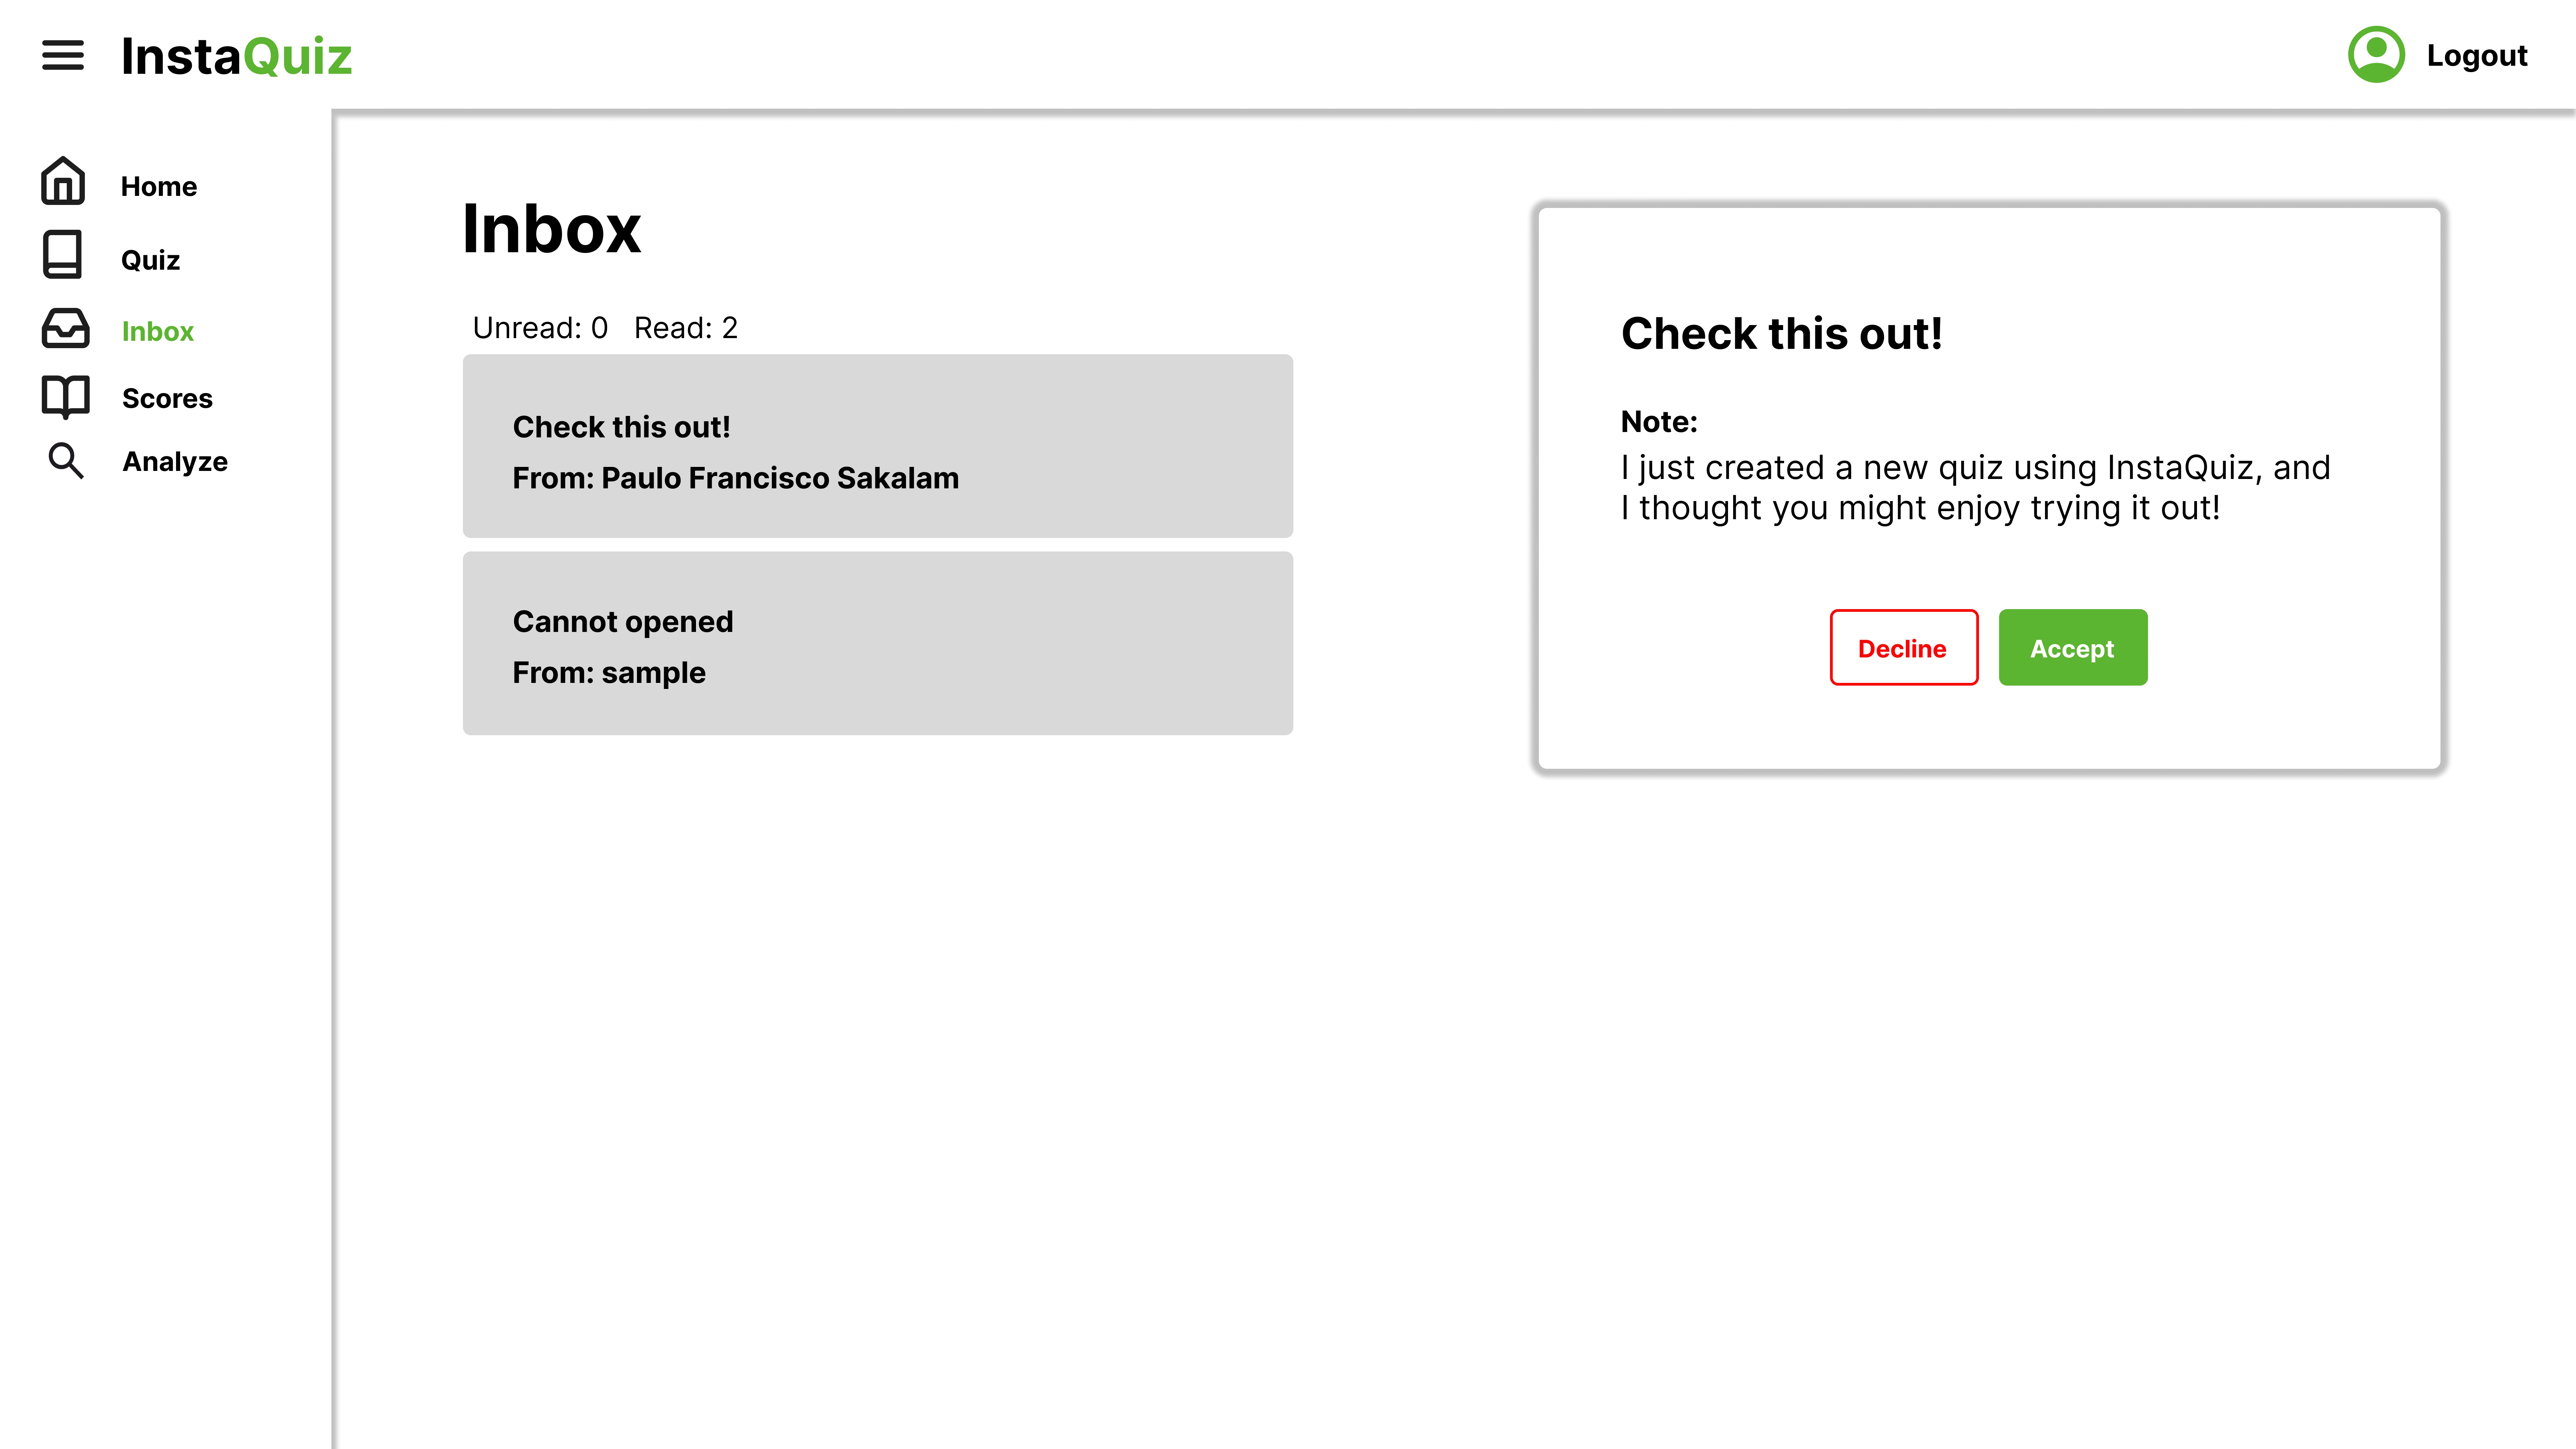 InstaQuiz
Logout
Home
Quiz
Inbox
Scores
Analyze
Inbox
Unread: 0 Read: 2
Check this out!
From: Paulo Francisco Sakalam
Cannot opened
From: sample
Check this out!
Note:
I just created a new quiz using InstaQuiz, and
I thought you might enjoy trying it out!
Decline
Accept